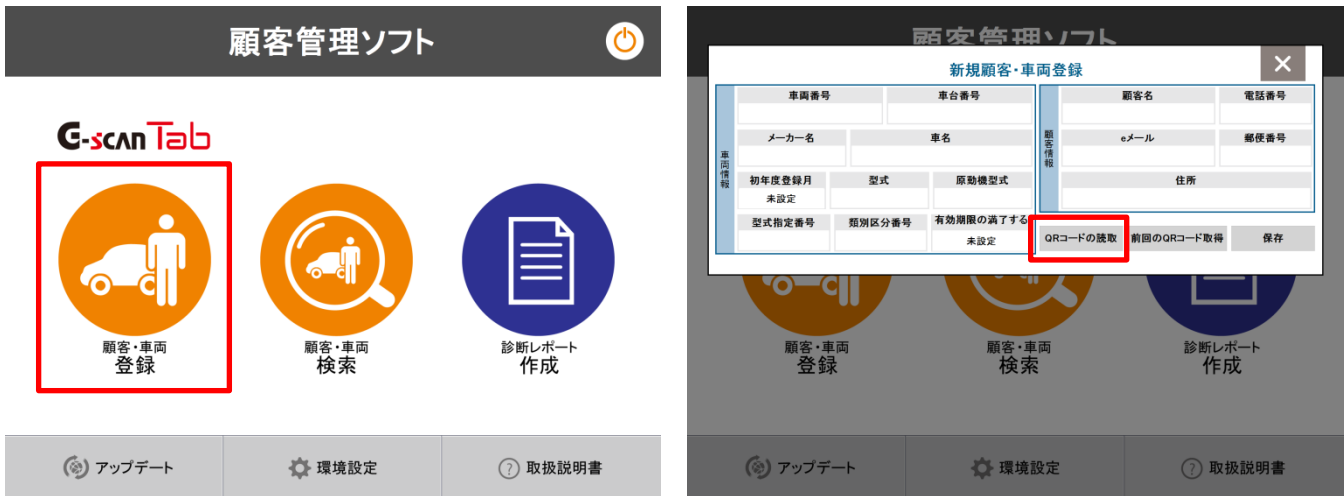 顧客管理ソフト
G-scan Tab
顧客・車両
登録
顧客・車両
検索
診断レポート
作成
アップデート
環境設定
? 取扱説明書
顧客管理ソフト
新規顧客・車両登録
×
車両情報
車両番号
車台番号
メーカー名
車名
初年度登録月
型式
原動機型式
未設定
型式指定番号
類別区分番号
有効期限の満了する
未設定
顧客情報
顧客名
電話番号
eメール
郵便番号
住所
QRコードの読取
前回のQRコード取得
保存
顧客・車両
登録
顧客・車両
検索
診断レポート
作成
アップデート
環境設定
? 取扱説明書